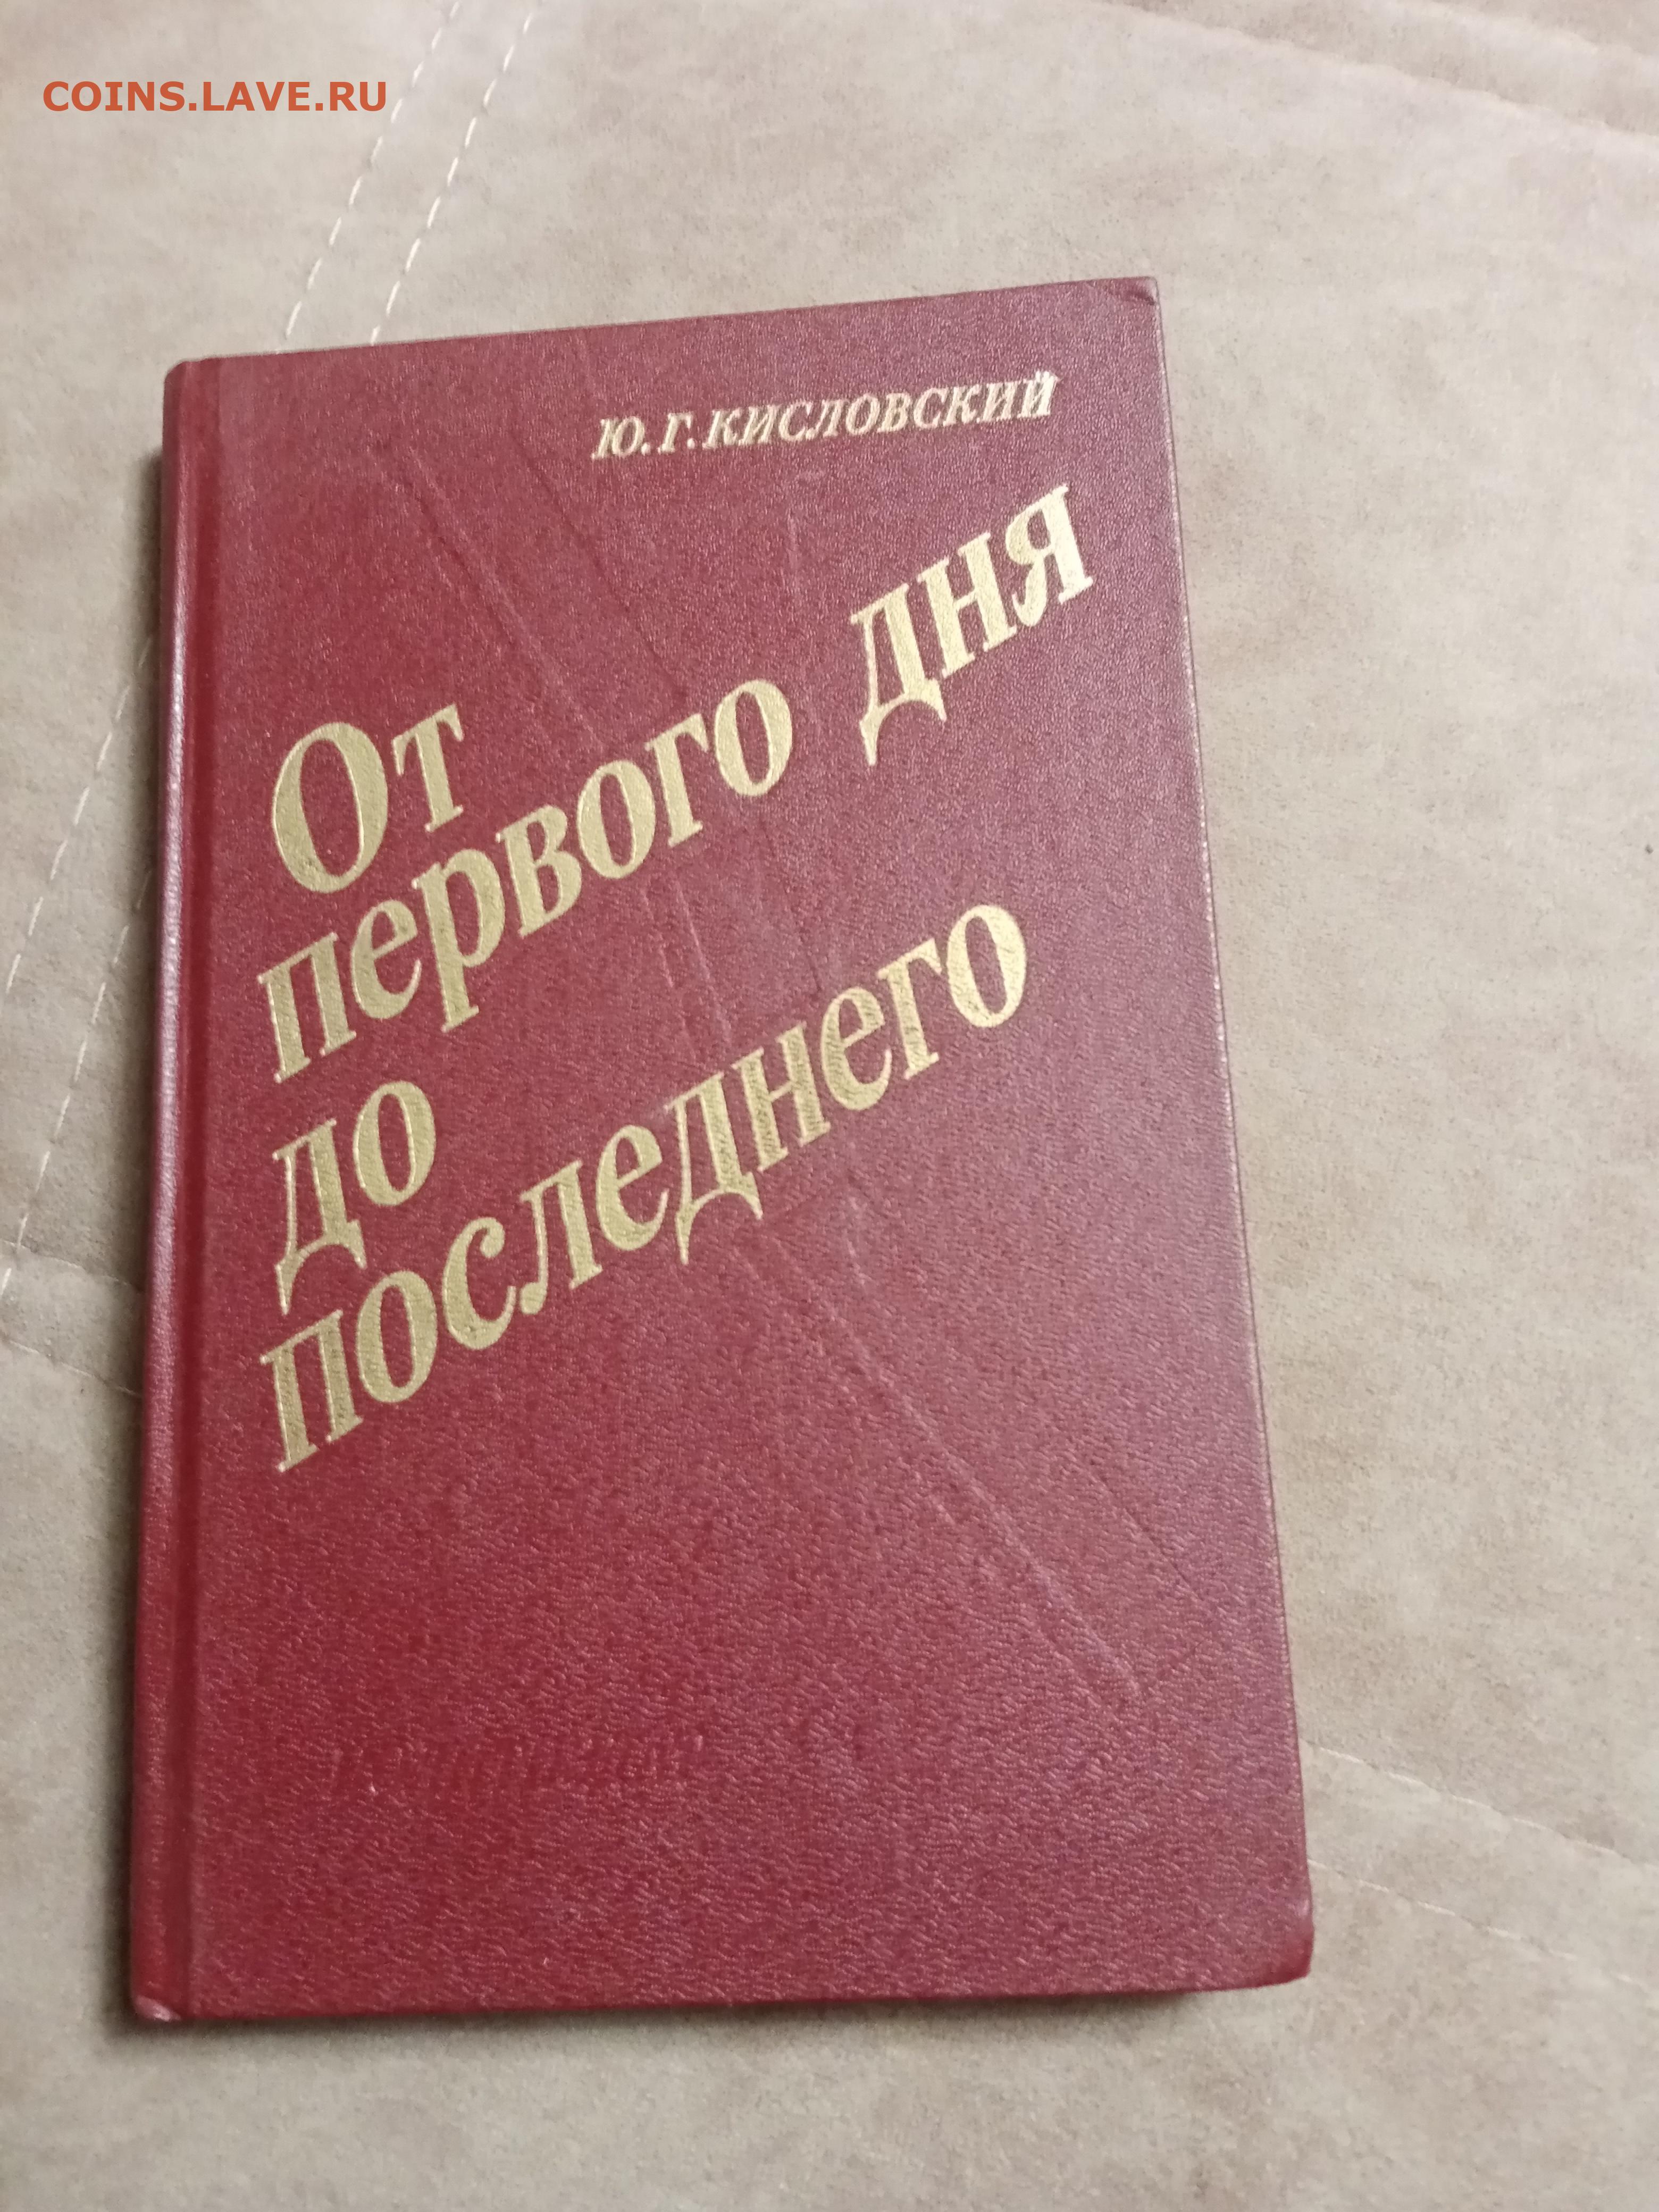 COINS.LAVE.RU
Ю. Г. КИСЛОВСКИЙ
От
первого дня
до
последнего